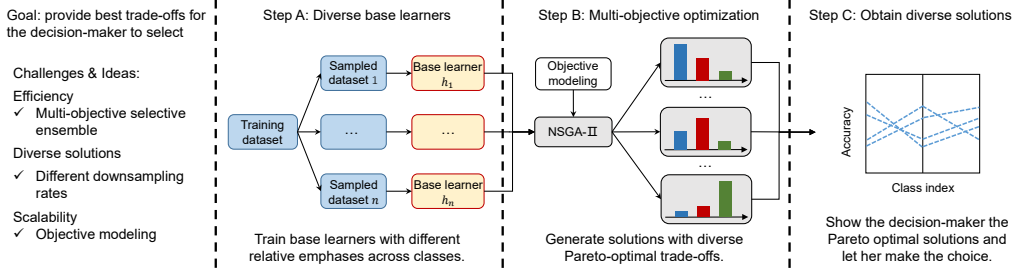 Goal: provide best trade-offs for
the decision-maker to select
Challenges & Ideas:
Efficiency
✓ Multi-objective selective
ensemble
Diverse solutions
✓ Different downsampling
rates
Scalability
✓ Objective modeling
Step A: Diverse base learners
Training
dataset
Sampled
dataset 1
...
Sampled
dataset n
Base learner
h₁
...
Base learner
hₙ
Train base learners with different
relative emphases across classes.
Step B: Multi-objective optimization
Objective
modeling
NSGA-II
...
...
Generate solutions with diverse
Pareto-optimal trade-offs.
Step C: Obtain diverse solutions
Accuracy
Class index
Show the decision-maker the
Pareto optimal solutions and
let her make the choice.